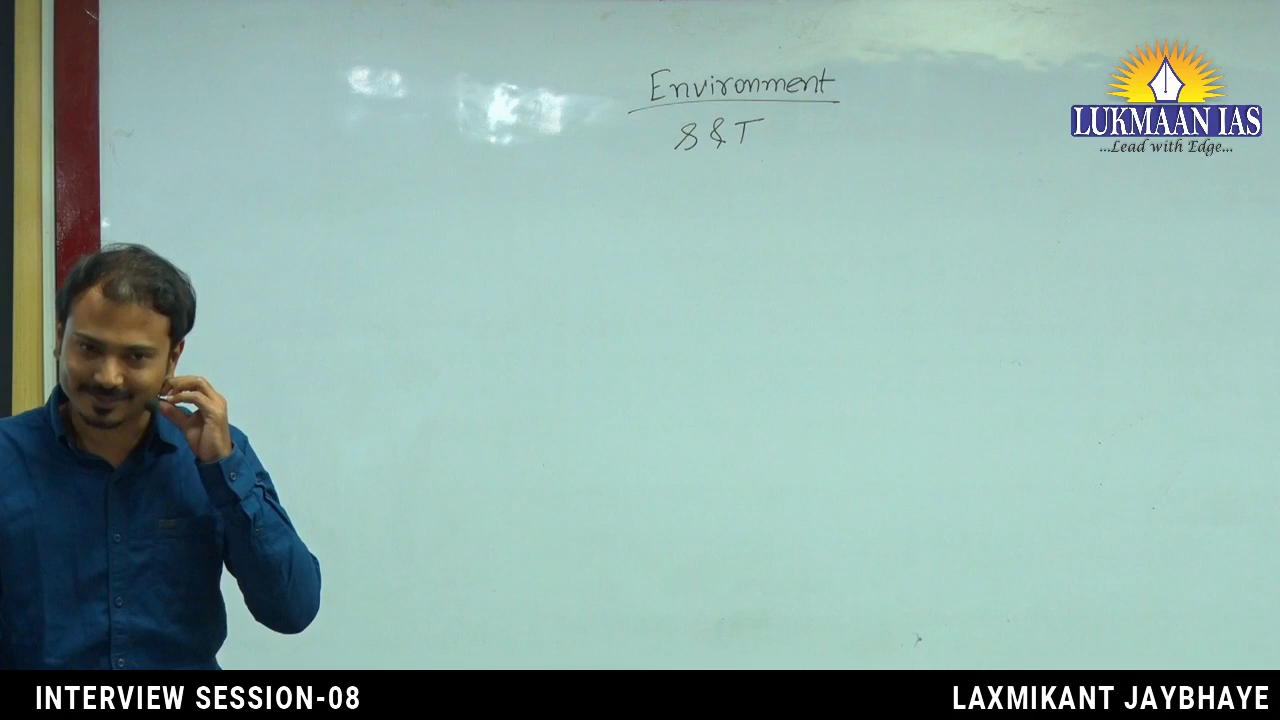 Environment
S & T
LUKMAAN IAS
...Lead with Edge...
INTERVIEW SESSION-08
LAXMIKANT JAYBHAYE